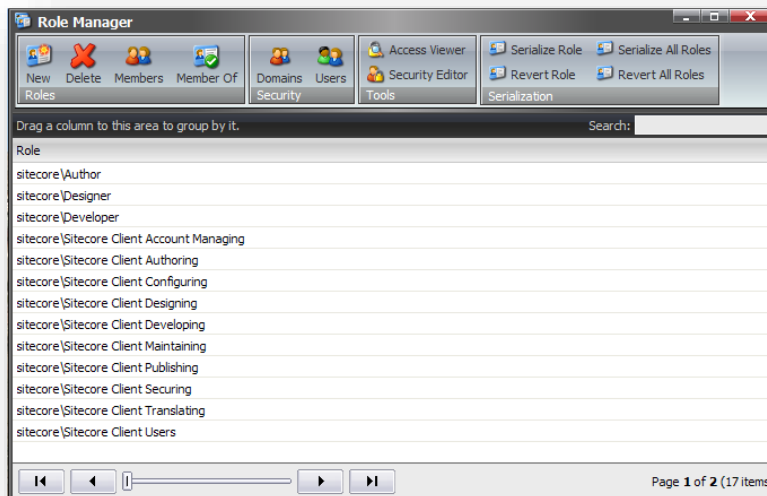 Role Manager
New Delete Members Member Of
Roles
Domains Users
Security
Access Viewer
Security Editor
Tools
Serialize Role Serialize All Roles
Revert Role Revert All Roles
Serialization
Drag a column to this area to group by it. Search:
Role
sitecore\Author
sitecore\Designer
sitecore\Developer
sitecore\Sitecore Client Account Managing
sitecore\Sitecore Client Authoring
sitecore\Sitecore Client Configuring
sitecore\Sitecore Client Designing
sitecore\Sitecore Client Developing
sitecore\Sitecore Client Maintaining
sitecore\Sitecore Client Publishing
sitecore\Sitecore Client Securing
sitecore\Sitecore Client Translating
sitecore\Sitecore Client Users
Page 1 of 2 (17 items